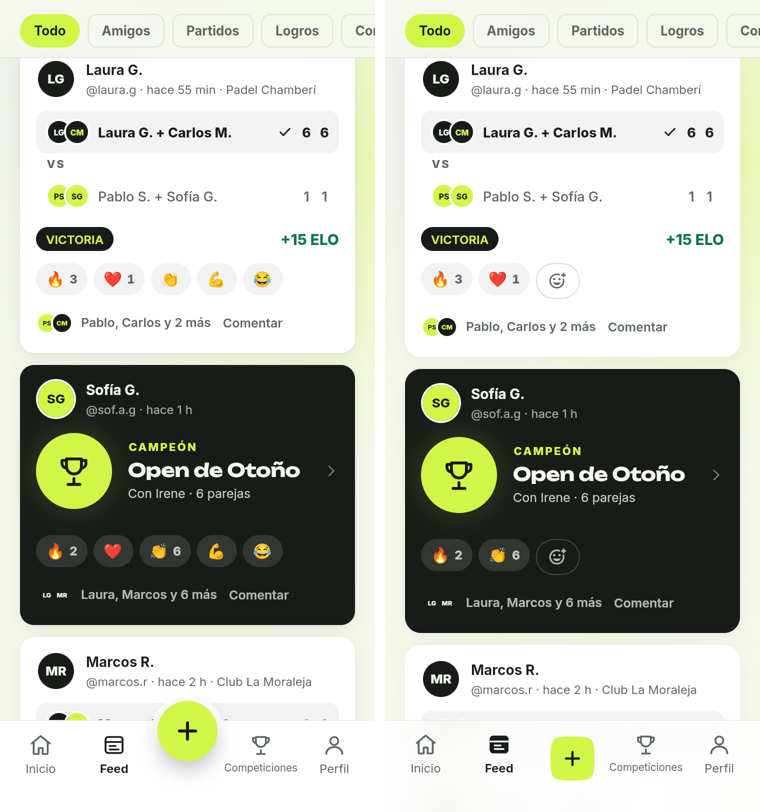 Todo Amigos Partidos Logros Co
LG Laura G.
@laura.g · hace 55 min · Padel Chamberí
LG CM Laura G. + Carlos M. 6 6
VS
PS SG Pablo S. + Sofía G. 1 1
VICTORIA +15 ELO
3 1
PS CM Pablo, Carlos y 2 más Comentar
SG Sofía G.
@sof.a.g · hace 1 h
CAMPEÓN
Open de Otoño
Con Irene · 6 parejas
2 6
LG MR Laura, Marcos y 6 más Comentar
MR Marcos R.
@marcos.r · hace 2 h · Club La Moraleja
Inicio Feed + Competiciones Perfil
Todo Amigos Partidos Logros Co
LG Laura G.
@laura.g · hace 55 min · Padel Chamberí
LG CM Laura G. + Carlos M. 6 6
VS
PS SG Pablo S. + Sofía G. 1 1
VICTORIA +15 ELO
3 1
PS CM Pablo, Carlos y 2 más Comentar
SG Sofía G.
@sof.a.g · hace 1 h
CAMPEÓN
Open de Otoño
Con Irene · 6 parejas
2 6
LG MR Laura, Marcos y 6 más Comentar
MR Marcos R.
@marcos.r · hace 2 h · Club La Moraleja
Inicio Feed + Competiciones Perfil